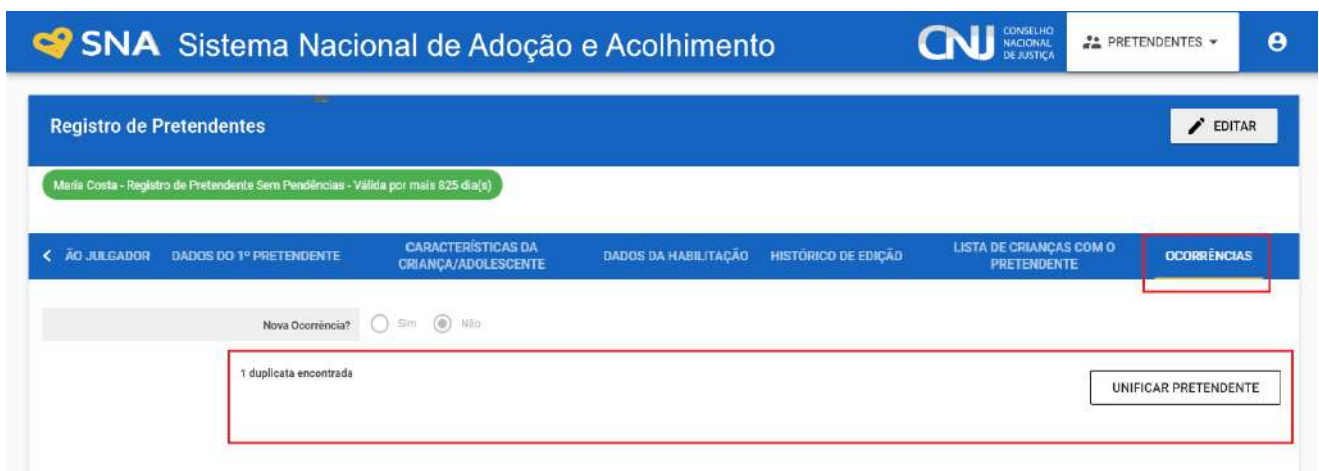 SNA Sistema Nacional de Adoção e Acolhimento
CNJ CONSELHO
NACIONAL
DE JUSTIÇA
PRETENDENTES
Registro de Pretendentes
EDITAR
Maria Costa - Registro de Pretendente Sem Pendências - Válida por mais 825 dia(s)
ÃO JULGADOR
DADOS DO 1º PRETENDENTE
CARACTERÍSTICAS DA
CRIANÇA/ADOLESCENTE
DADOS DA HABILITAÇÃO
HISTÓRICO DE EDIÇÃO
LISTA DE CRIANÇAS COM O
PRETENDENTE
OCORRÊNCIAS
Nova Ocorrência? Sim Não
1 duplicata encontrada
UNIFICAR PRETENDENTE